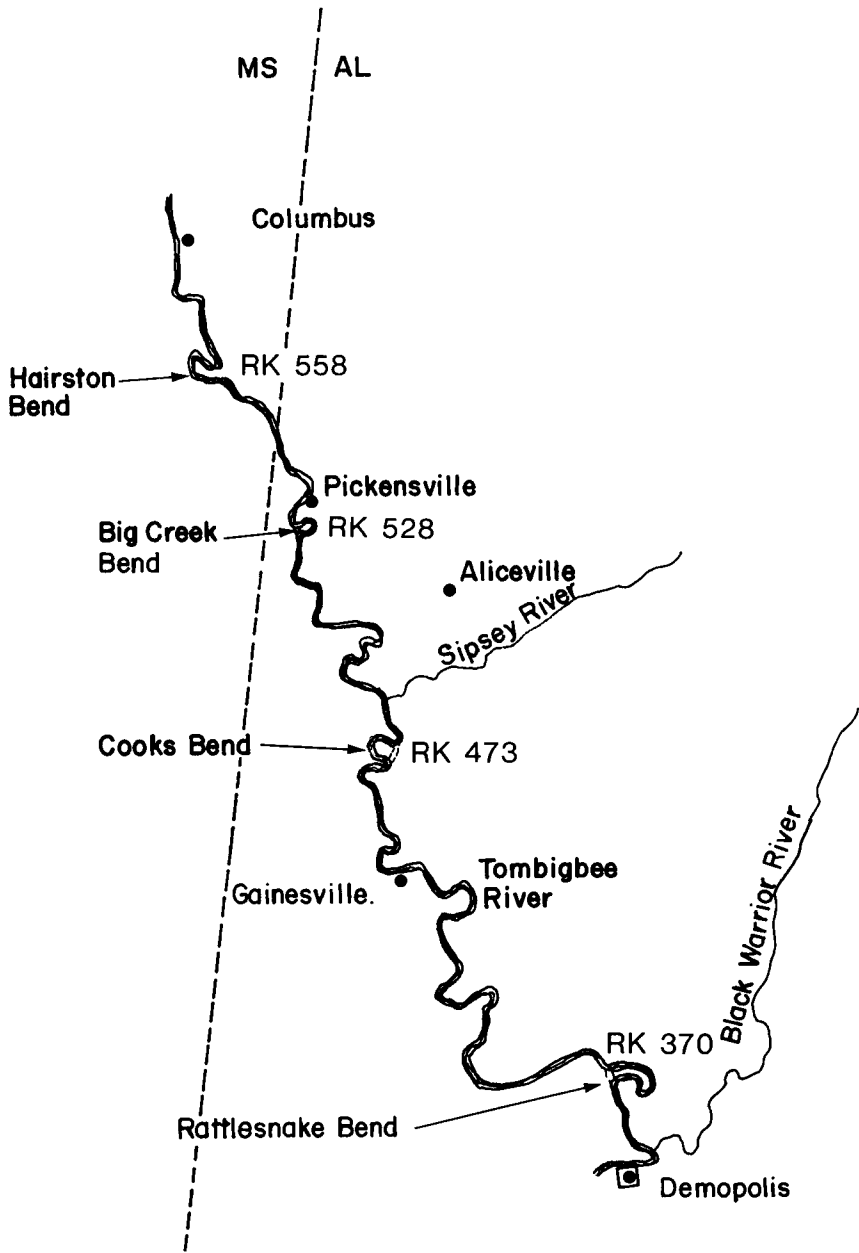 MS AL
Columbus
RK 558
Hairston
Bend
Pickensville
RK 528
Big Creek
Bend
Aliceville
Sipsey River
Cooks Bend
RK 473
Tombigbee
River
Gainesville.
Black Warrior River
RK 370
Rattlesnake Bend
Demopolis